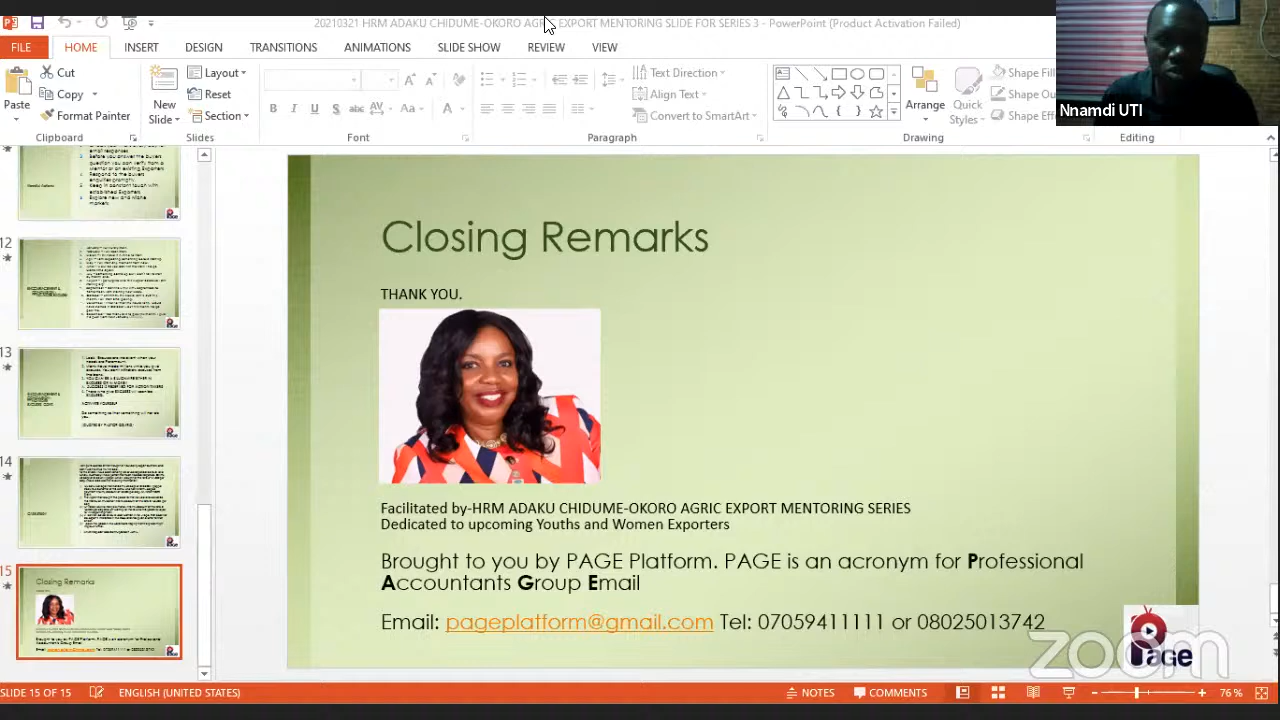 20210321 HRM ADAKU CHIDUME-OKORO AGRIC EXPORT MENTORING SLIDE FOR SERIES 3 - PowerPoint (Product Activation Failed)
FILE HOME INSERT DESIGN TRANSITIONS ANIMATIONS SLIDE SHOW REVIEW VIEW
Paste
Cut
Copy
Format Painter
Clipboard
New Slide
Layout
Reset
Section
Slides
Font
Text Direction
Align Text
Convert to SmartArt
Paragraph
Arrange
Quick Styles
Shape Fill
Shape Ou
Shape Effe
Drawing
Editing
Nnamdi UTI
12
13
14
15
Closing Remarks
THANK YOU.
Facilitated by-HRM ADAKU CHIDUME-OKORO AGRIC EXPORT MENTORING SERIES
Dedicated to upcoming Youths and Women Exporters
Brought to you by PAGE Platform. PAGE is an acronym for Professional
Accountants Group Email
Email: pageplatform@gmail.com Tel: 07059411111 or 08025013742
Page
zoom
SLIDE 15 OF 15 ENGLISH (UNITED STATES) NOTES COMMENTS 76 %